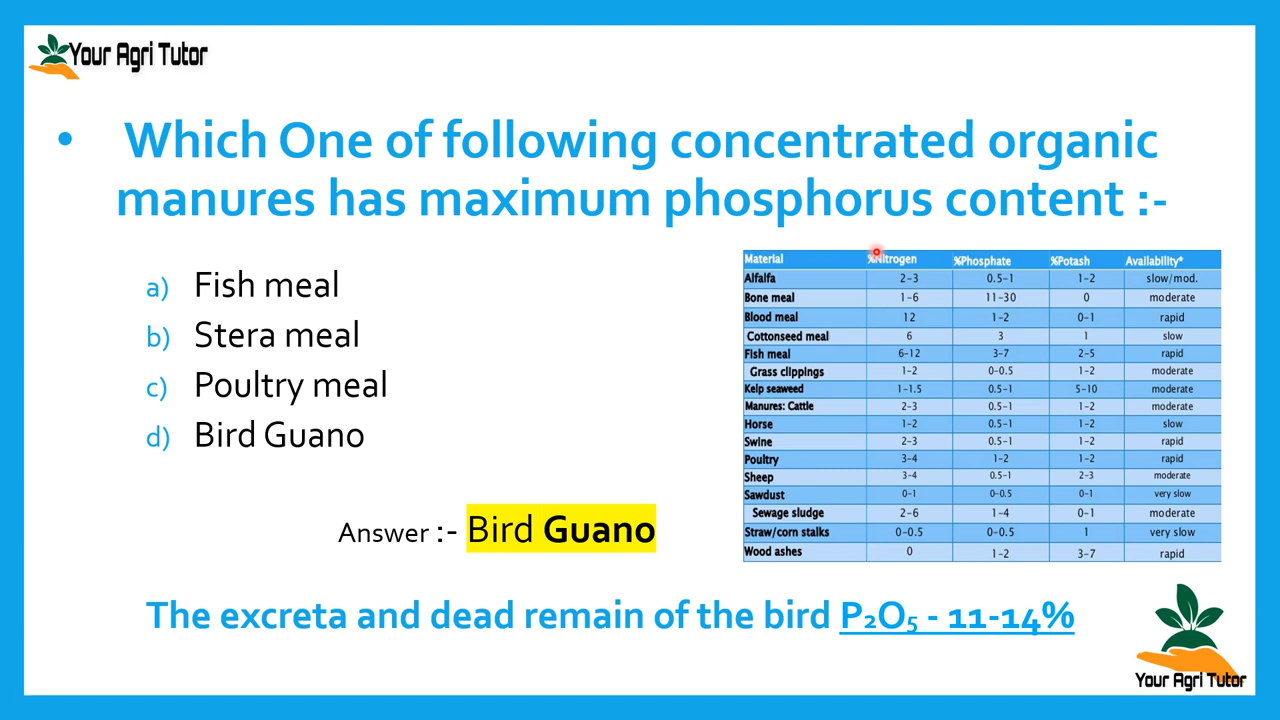 Your Agri Tutor
• Which One of following concentrated organic
manures has maximum phosphorus content :-
a) Fish meal
b) Stera meal
c) Poultry meal
d) Bird Guano
Answer :- Bird Guano
Material %Nitrogen %Phosphate %Potash Availability*
Alfalfa 2-3 0.5-1 1-2 slow/mod.
Bone meal 1-6 11-30 0 moderate
Blood meal 12 1-2 0-1 rapid
Cottonseed meal 6 3 1 slow
Fish meal 6-12 3-7 2-5 rapid
Grass clippings 1-2 0-0.5 1-2 moderate
Kelp seaweed 1-1.5 0.5-1 5-10 moderate
Manures: Cattle 2-3 0.5-1 1-2 moderate
Horse 1-2 0.5-1 1-2 slow
Swine 2-3 0.5-1 1-2 rapid
Poultry 3-4 1-2 1-2 rapid
Sheep 3-4 0.5-1 2-3 moderate
Sawdust 0-1 0-0.5 0-1 very slow
Sewage sludge 2-6 1-4 0-1 moderate
Straw/corn stalks 0-0.5 0-0.5 1 very slow
Wood ashes 0 1-2 3-7 rapid
The excreta and dead remain of the bird P₂O₅ - 11-14%
Your Agri Tutor